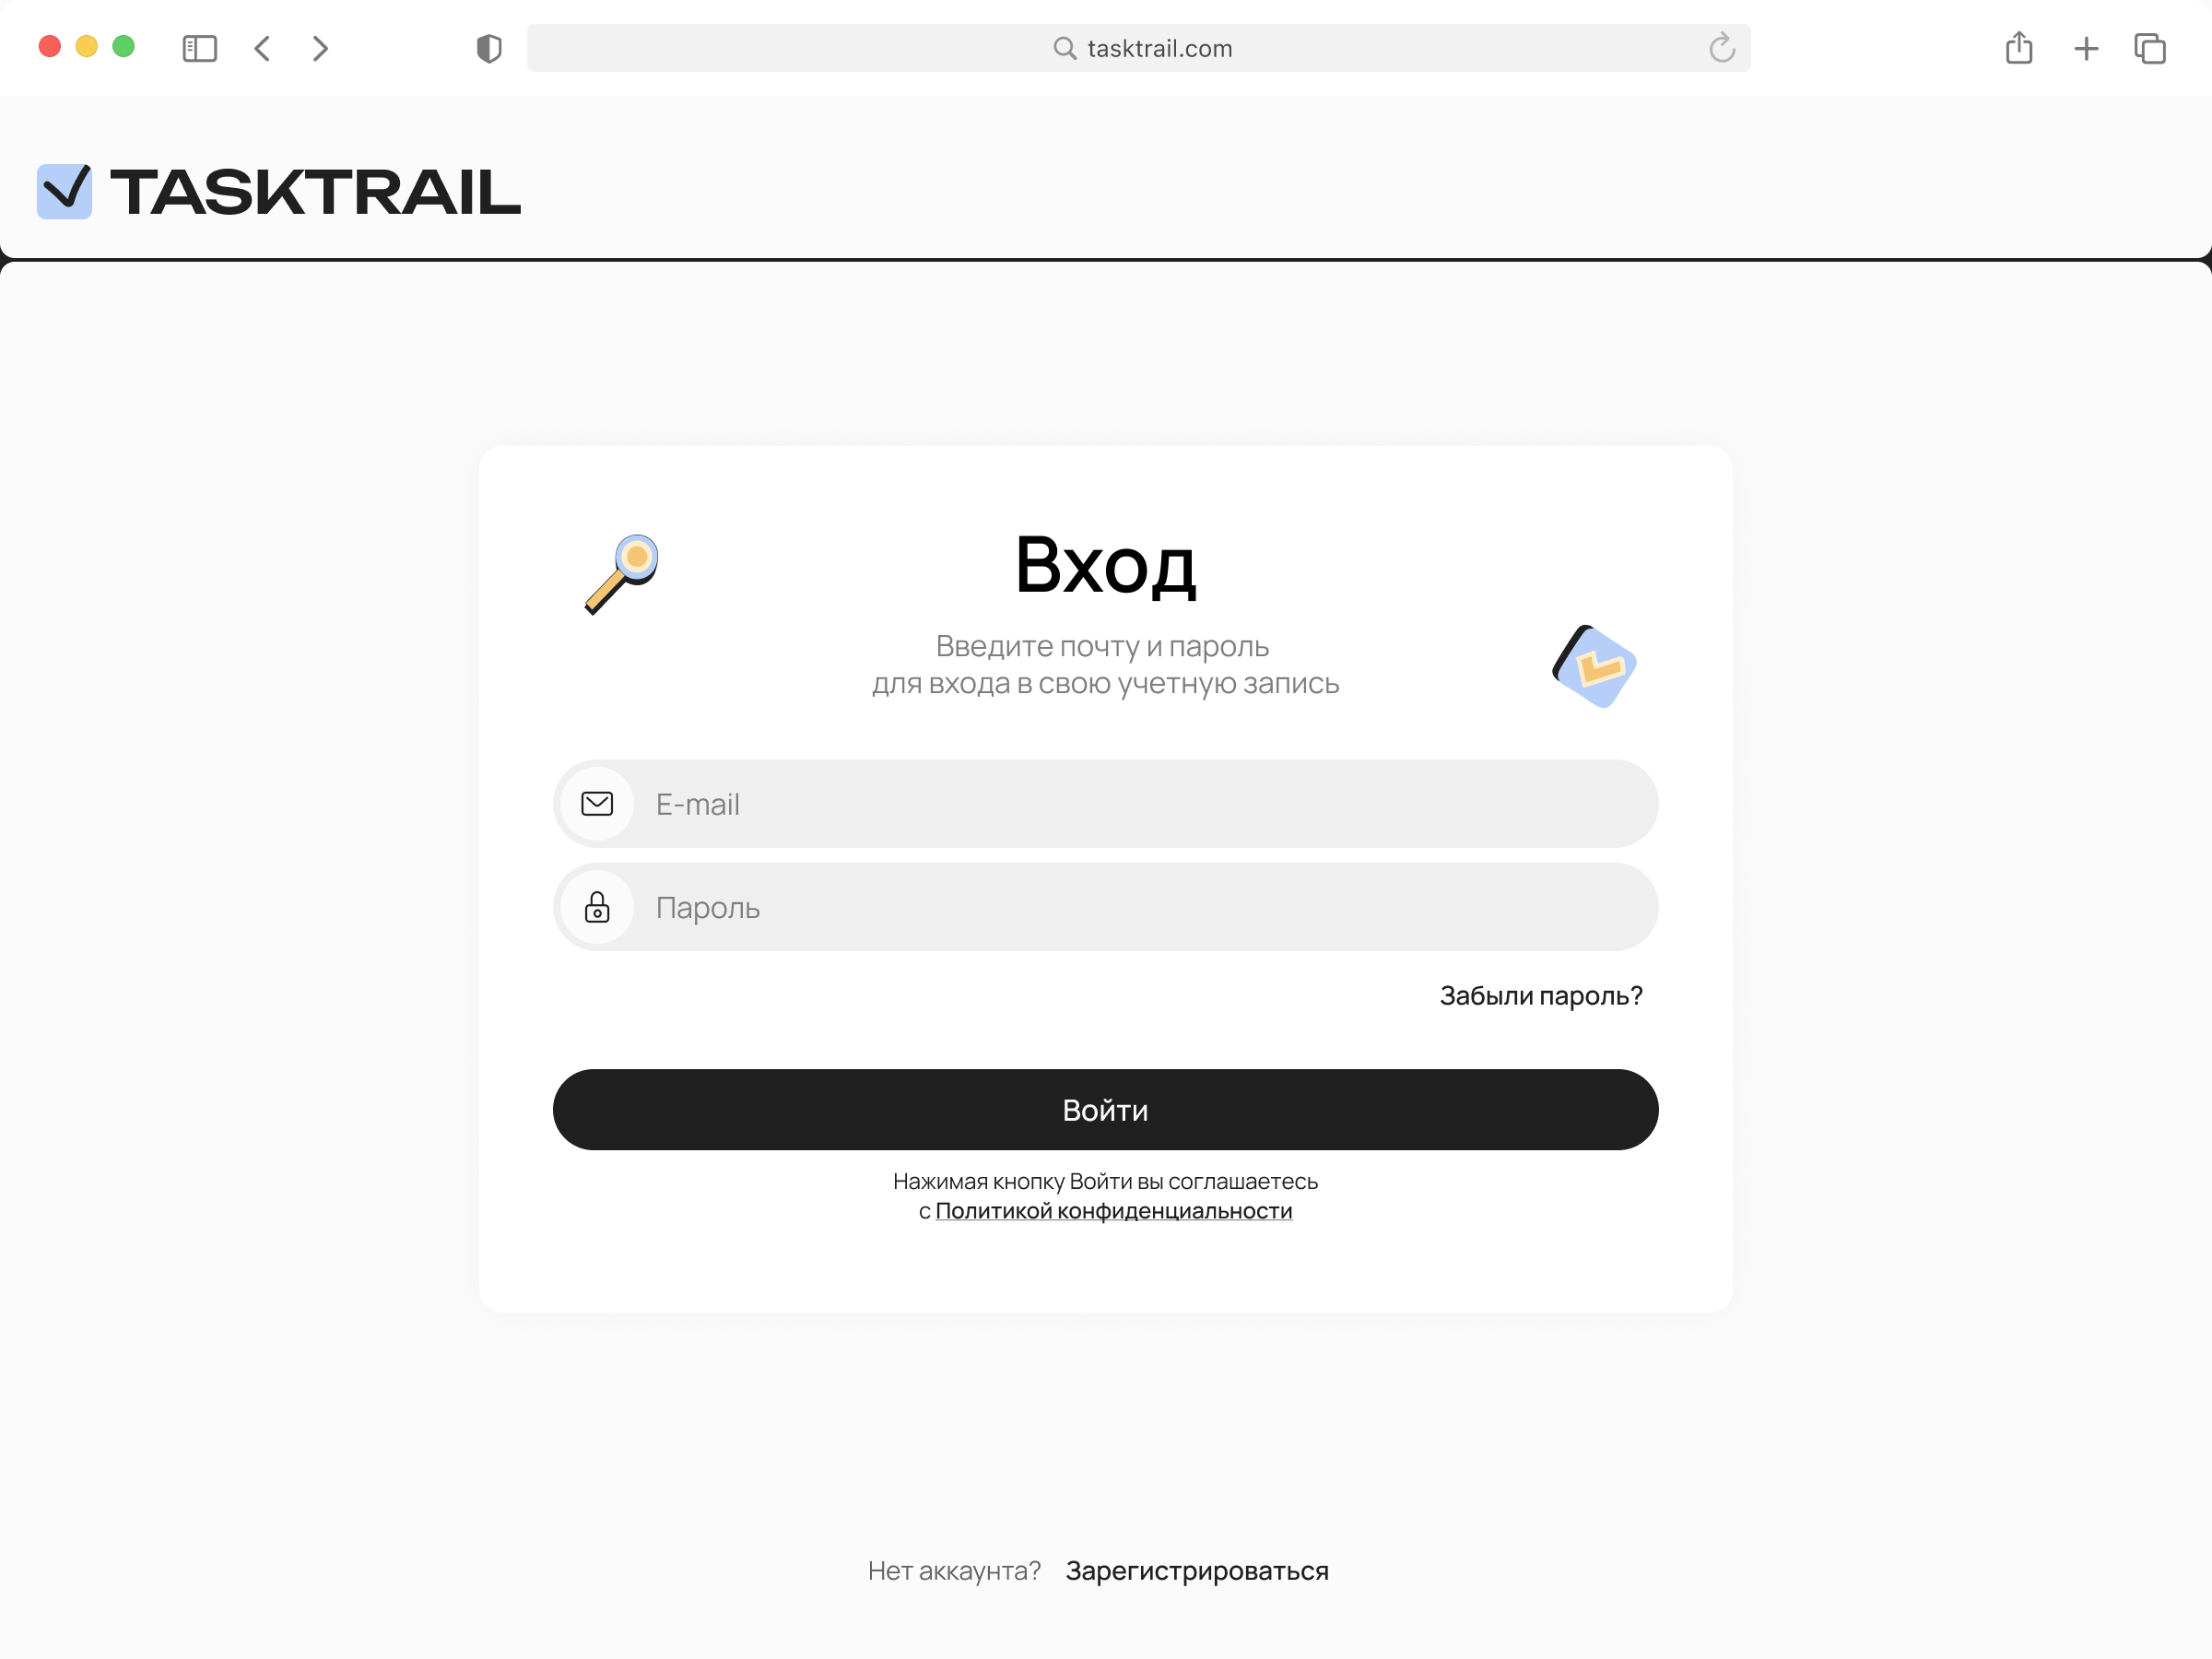 tasktrail.com
TASKTRAIL
Вход
Введите почту и пароль
для входа в свою учетную запись
E-mail
Пароль
Забыли пароль?
Войти
Нажимая кнопку Войти вы соглашаетесь
с Политикой конфиденциальности
Нет аккаунта? Зарегистрироваться